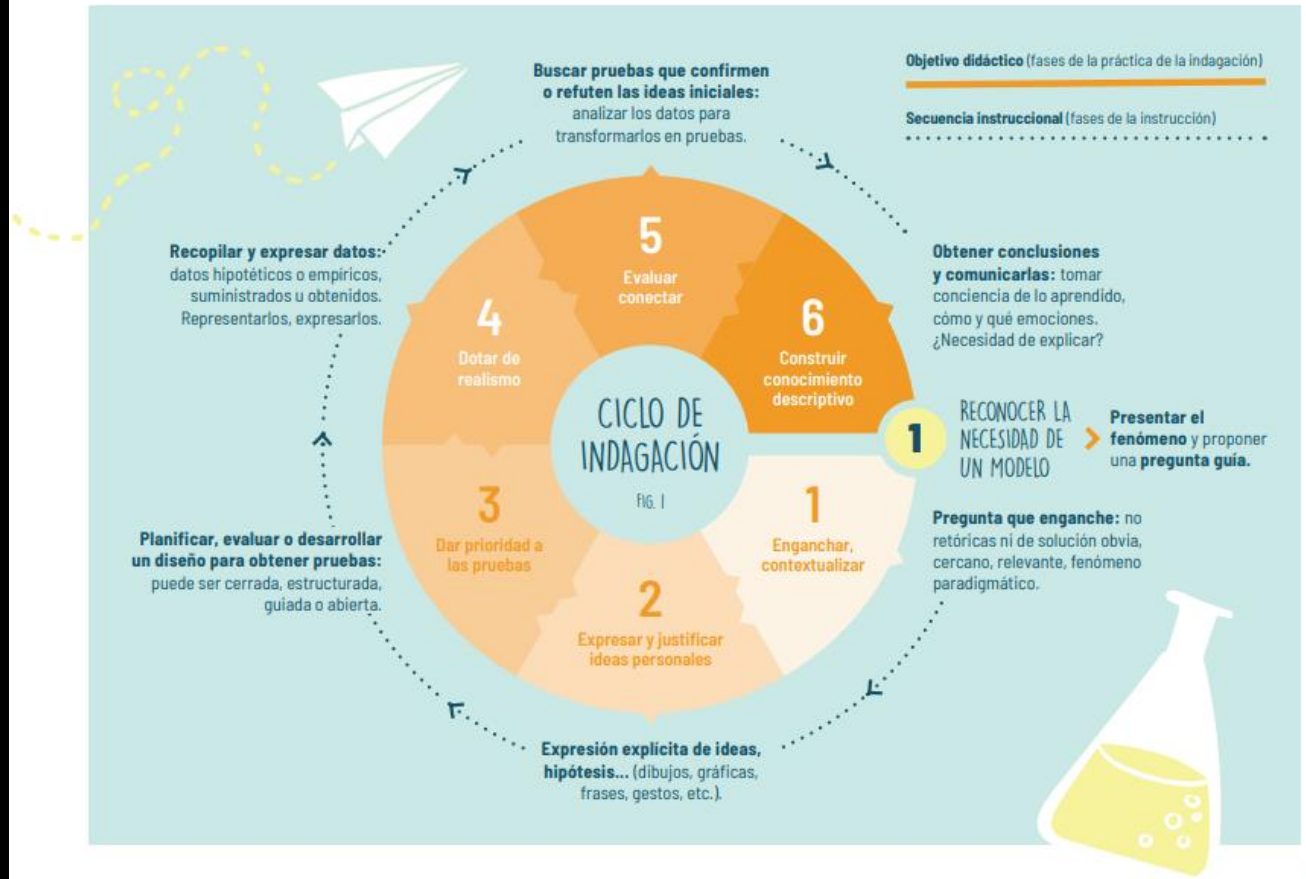 Buscar pruebas que confirmen
o refuten las ideas iniciales:
analizar los datos para
transformarlos en pruebas.
Objetivo didáctico (fases de la práctica de la indagación)
Secuencia instruccional (fases de la instrucción)
Recopilar y expresar datos:
datos hipotéticos o empíricos,
suministrados u obtenidos.
Representarlos, expresarlos.
5
Evaluar
conectar
4
Dotar de
realismo
6
Construir
conocimiento
descriptivo
Obtener conclusiones
y comunicarlas: tomar
conciencia de lo aprendido,
cómo y qué emociones.
¿Necesidad de explicar?
CICLO DE
INDAGACIÓN
FIG. 1
1
RECONOCER LA
NECESIDAD DE
UN MODELO
Presentar el
fenómeno y proponer
una pregunta guía.
3
Dar prioridad a
las pruebas
1
Enganchar,
contextualizar
2
Expresar y justificar
ideas personales
Pregunta que enganche: no
retóricas ni de solución obvia,
cercano, relevante, fenómeno
paradigmático.
Planificar, evaluar o desarrollar
un diseño para obtener pruebas:
puede ser cerrada, estructurada,
guiada o abierta.
Expresión explícita de ideas,
hipótesis... (dibujos, gráficas,
frases, gestos, etc.).